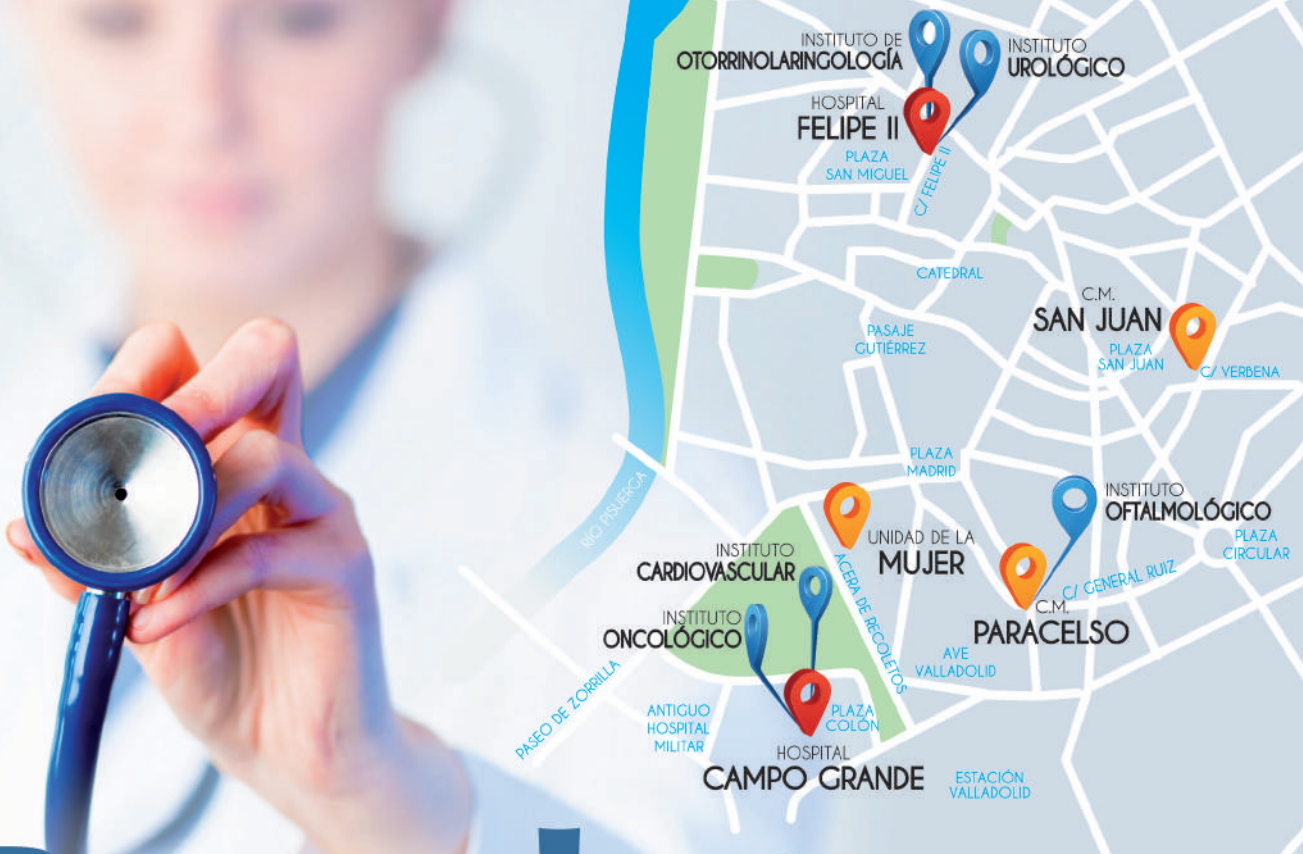 INSTITUTO DE
OTORRINOLARINGOLOGÍA
INSTITUTO
UROLÓGICO
HOSPITAL
FELIPE II
PLAZA
SAN MIGUEL
C/ FELIPE II
CATEDRAL
C.M.
SAN JUAN
PLAZA
SAN JUAN
C/ VERBENA
PASAJE
GUTIÉRREZ
PLAZA
MADRID
RÍO PISUERGA
INSTITUTO
OFTALMOLÓGICO
PLAZA
CIRCULAR
UNIDAD DE LA
MUJER
ACERA DE RECOLETOS
INSTITUTO
CARDIOVASCULAR
C/ GENERAL RUIZ
C.M.
PARACELSO
INSTITUTO
ONCOLÓGICO
AVE
VALLADOLID
PASEO DE ZORRILLA
ANTIGUO
HOSPITAL
MILITAR
PLAZA
COLÓN
HOSPITAL
CAMPO GRANDE
ESTACIÓN
VALLADOLID